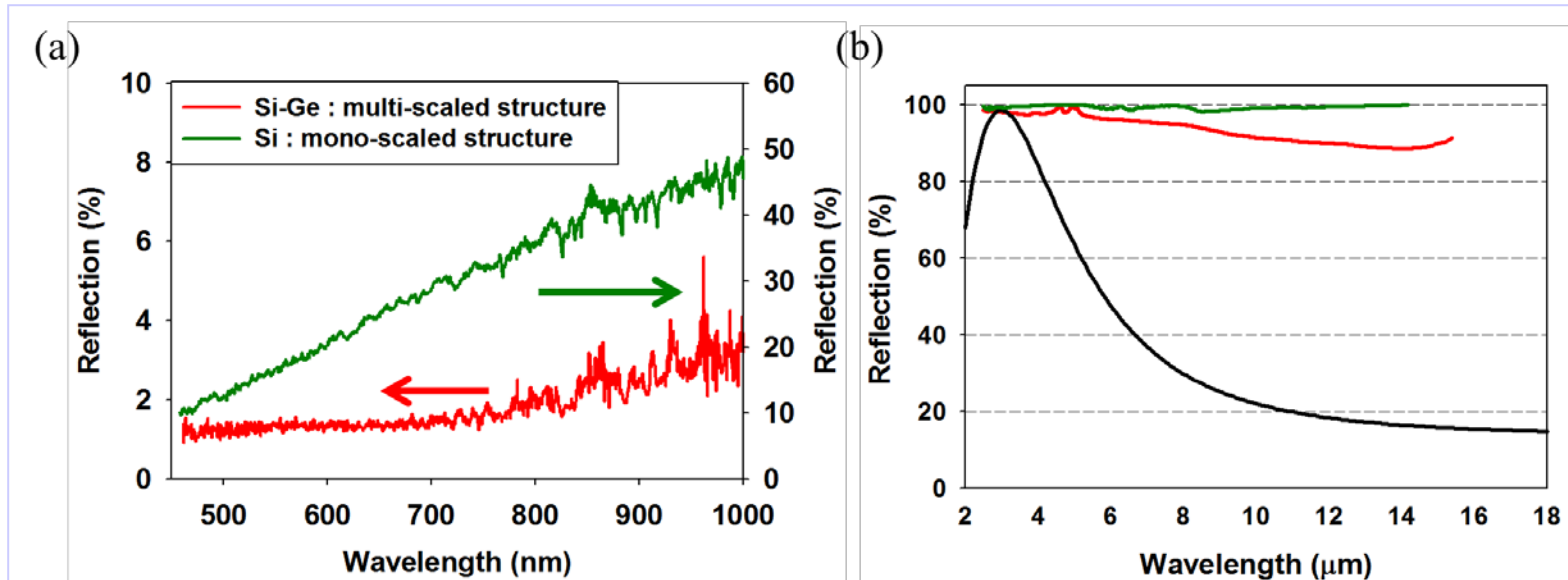 (a)
10
8
6
4
2
0
Reflection (%)
Si-Ge : multi-scaled structure
Si : mono-scaled structure
60
50
40
30
20
10
0
Reflection (%)
500 600 700 800 900 1000
Wavelength (nm)
(b)
100
80
60
40
20
0
Reflection (%)
2 4 6 8 10 12 14 16 18
Wavelength (μm)